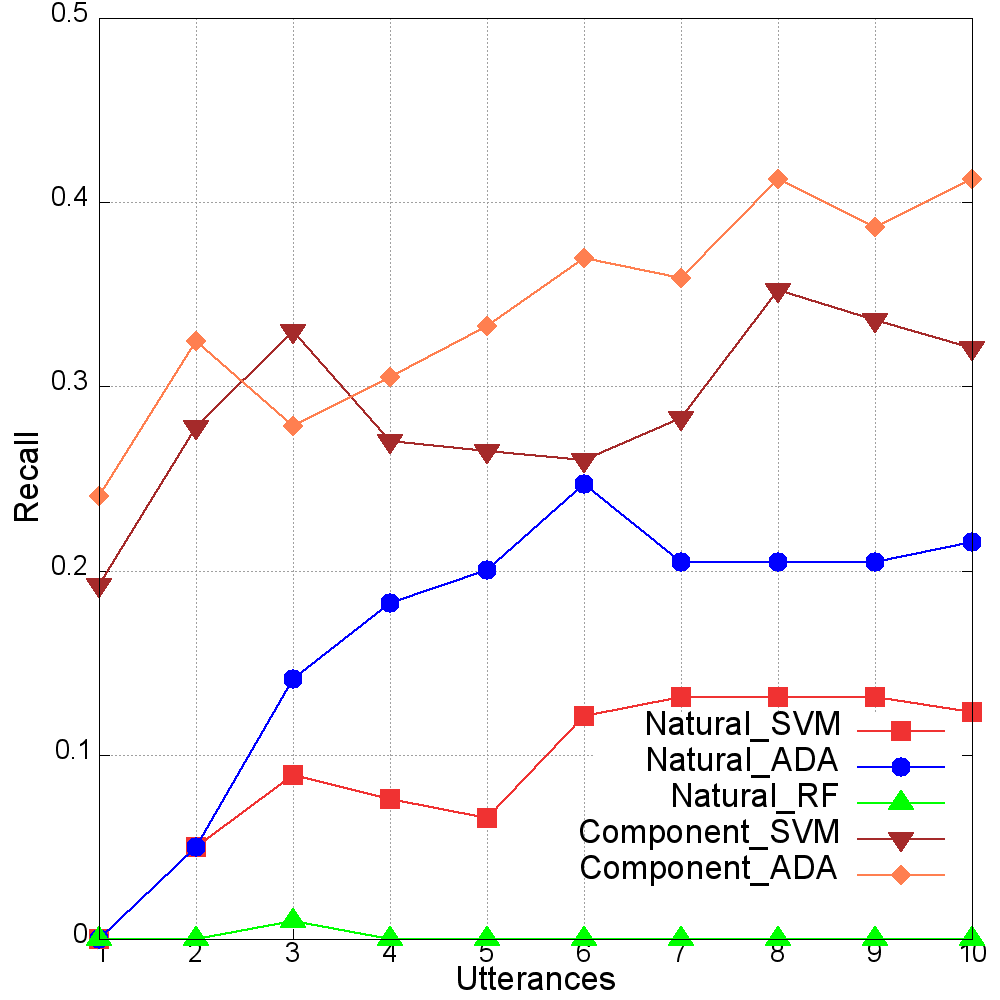 0.5
0.4
0.3
0.2
0.1
0
Recall
Natural_SVM
Natural_ADA
Natural_RF
Component_SVM
Component_ADA
1 2 3 4 5 6 7 8 9 10
Utterances